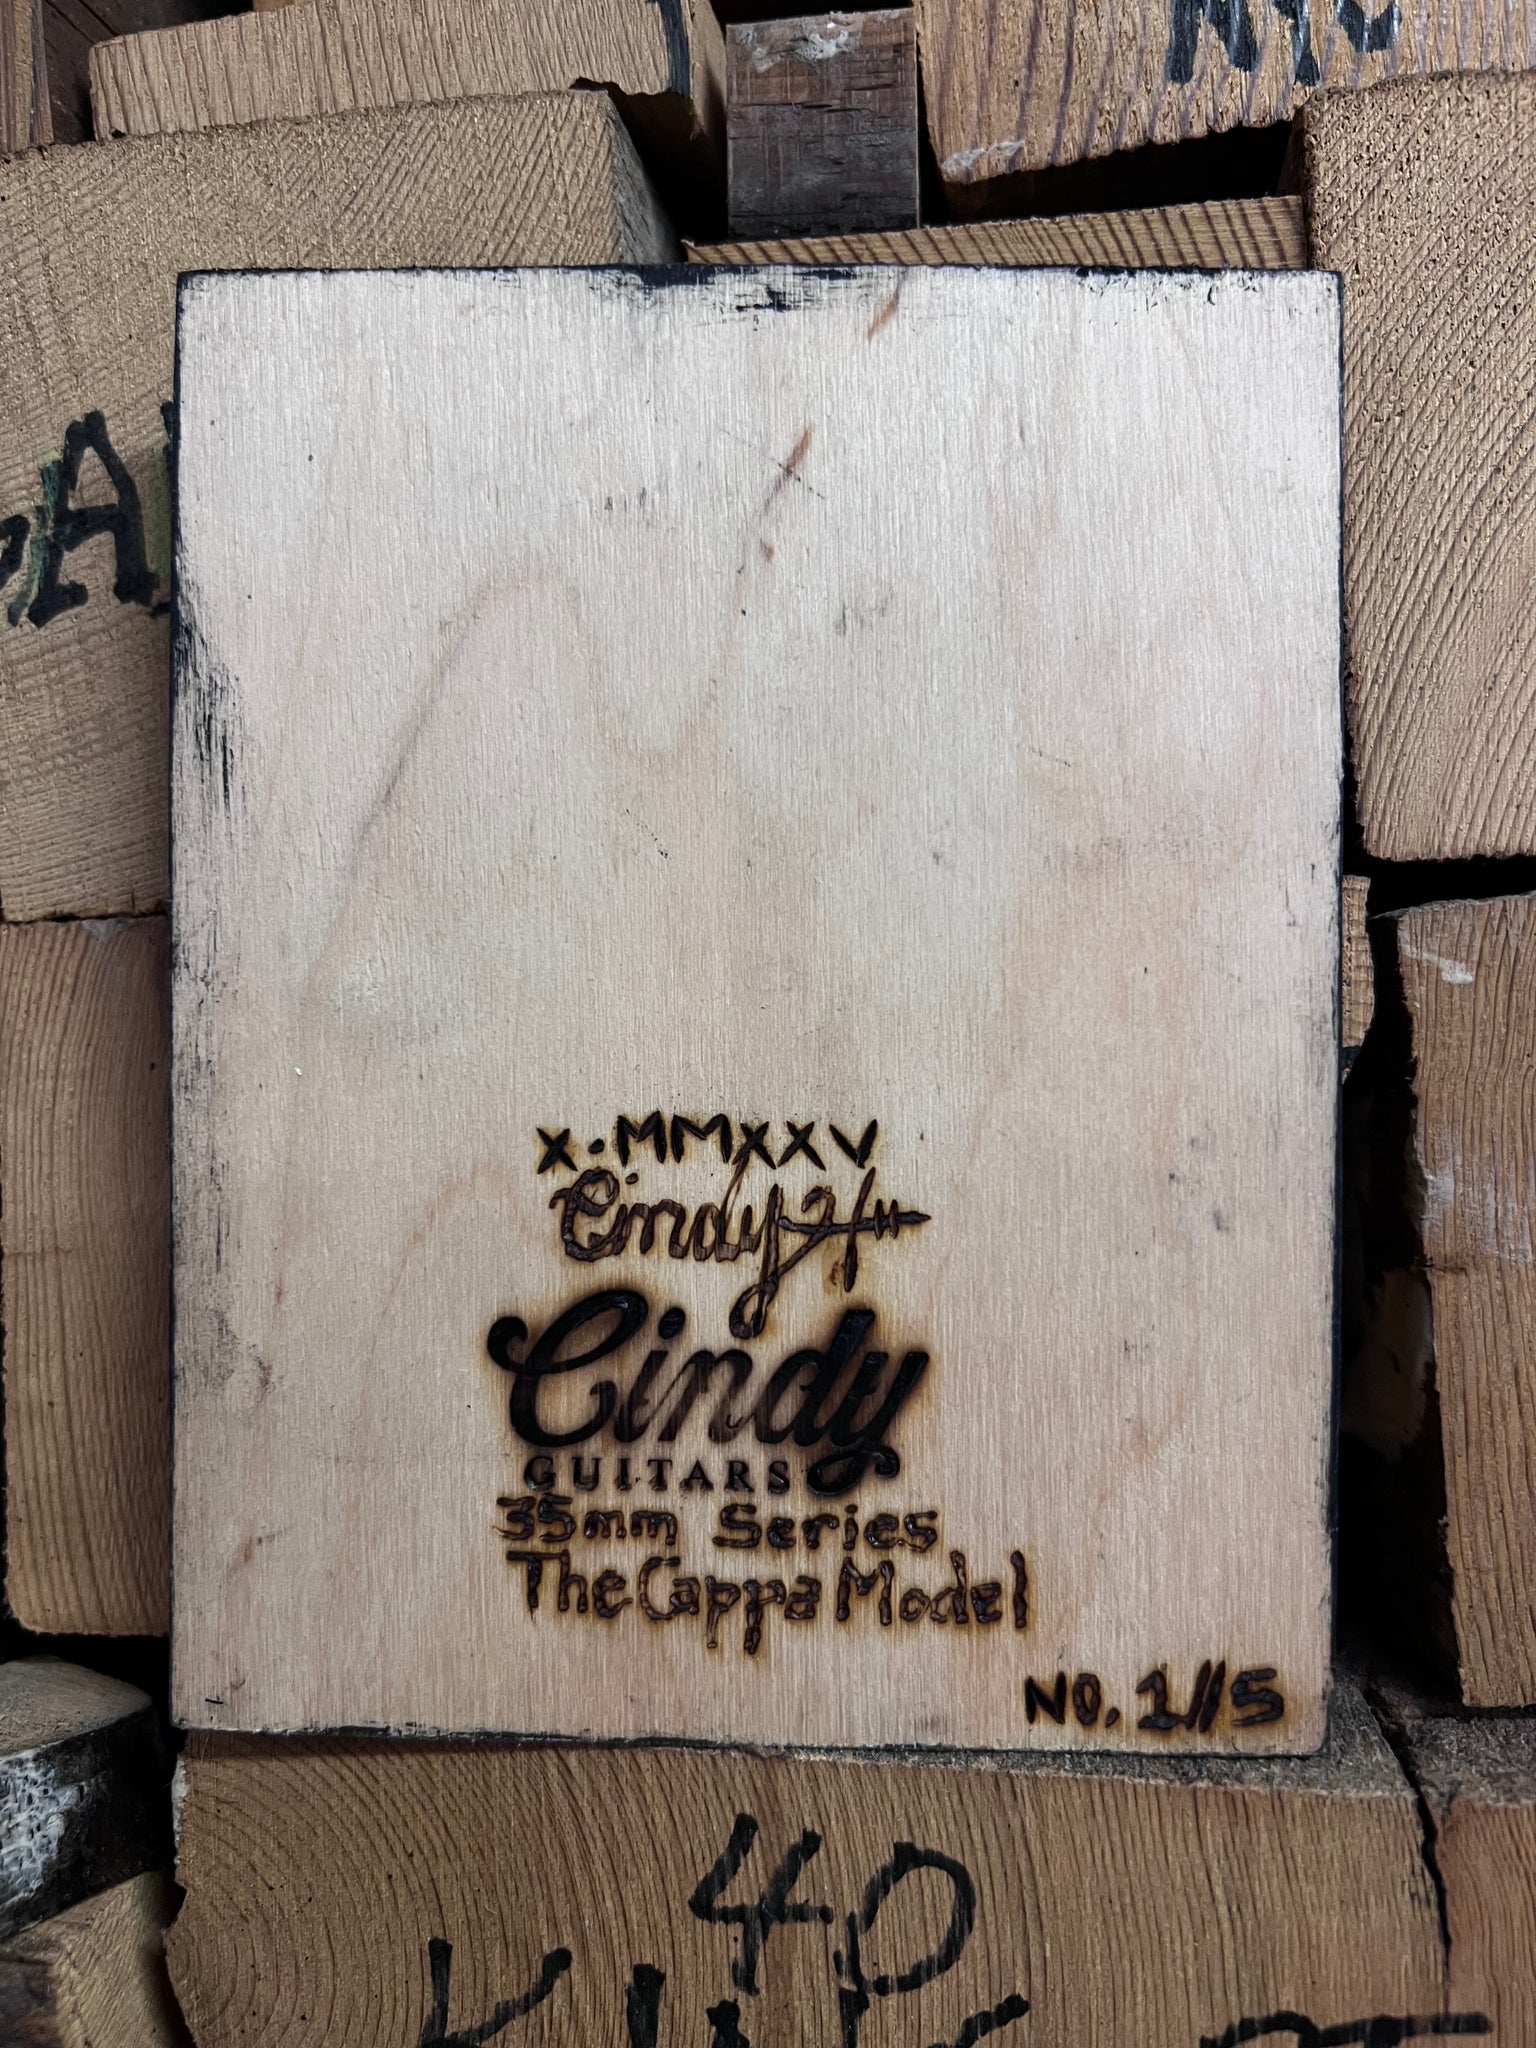 X·MMXXV
Cindy
Cindy
GUITARS
35mm Series
The Cappa Model
NO. 1//5
40